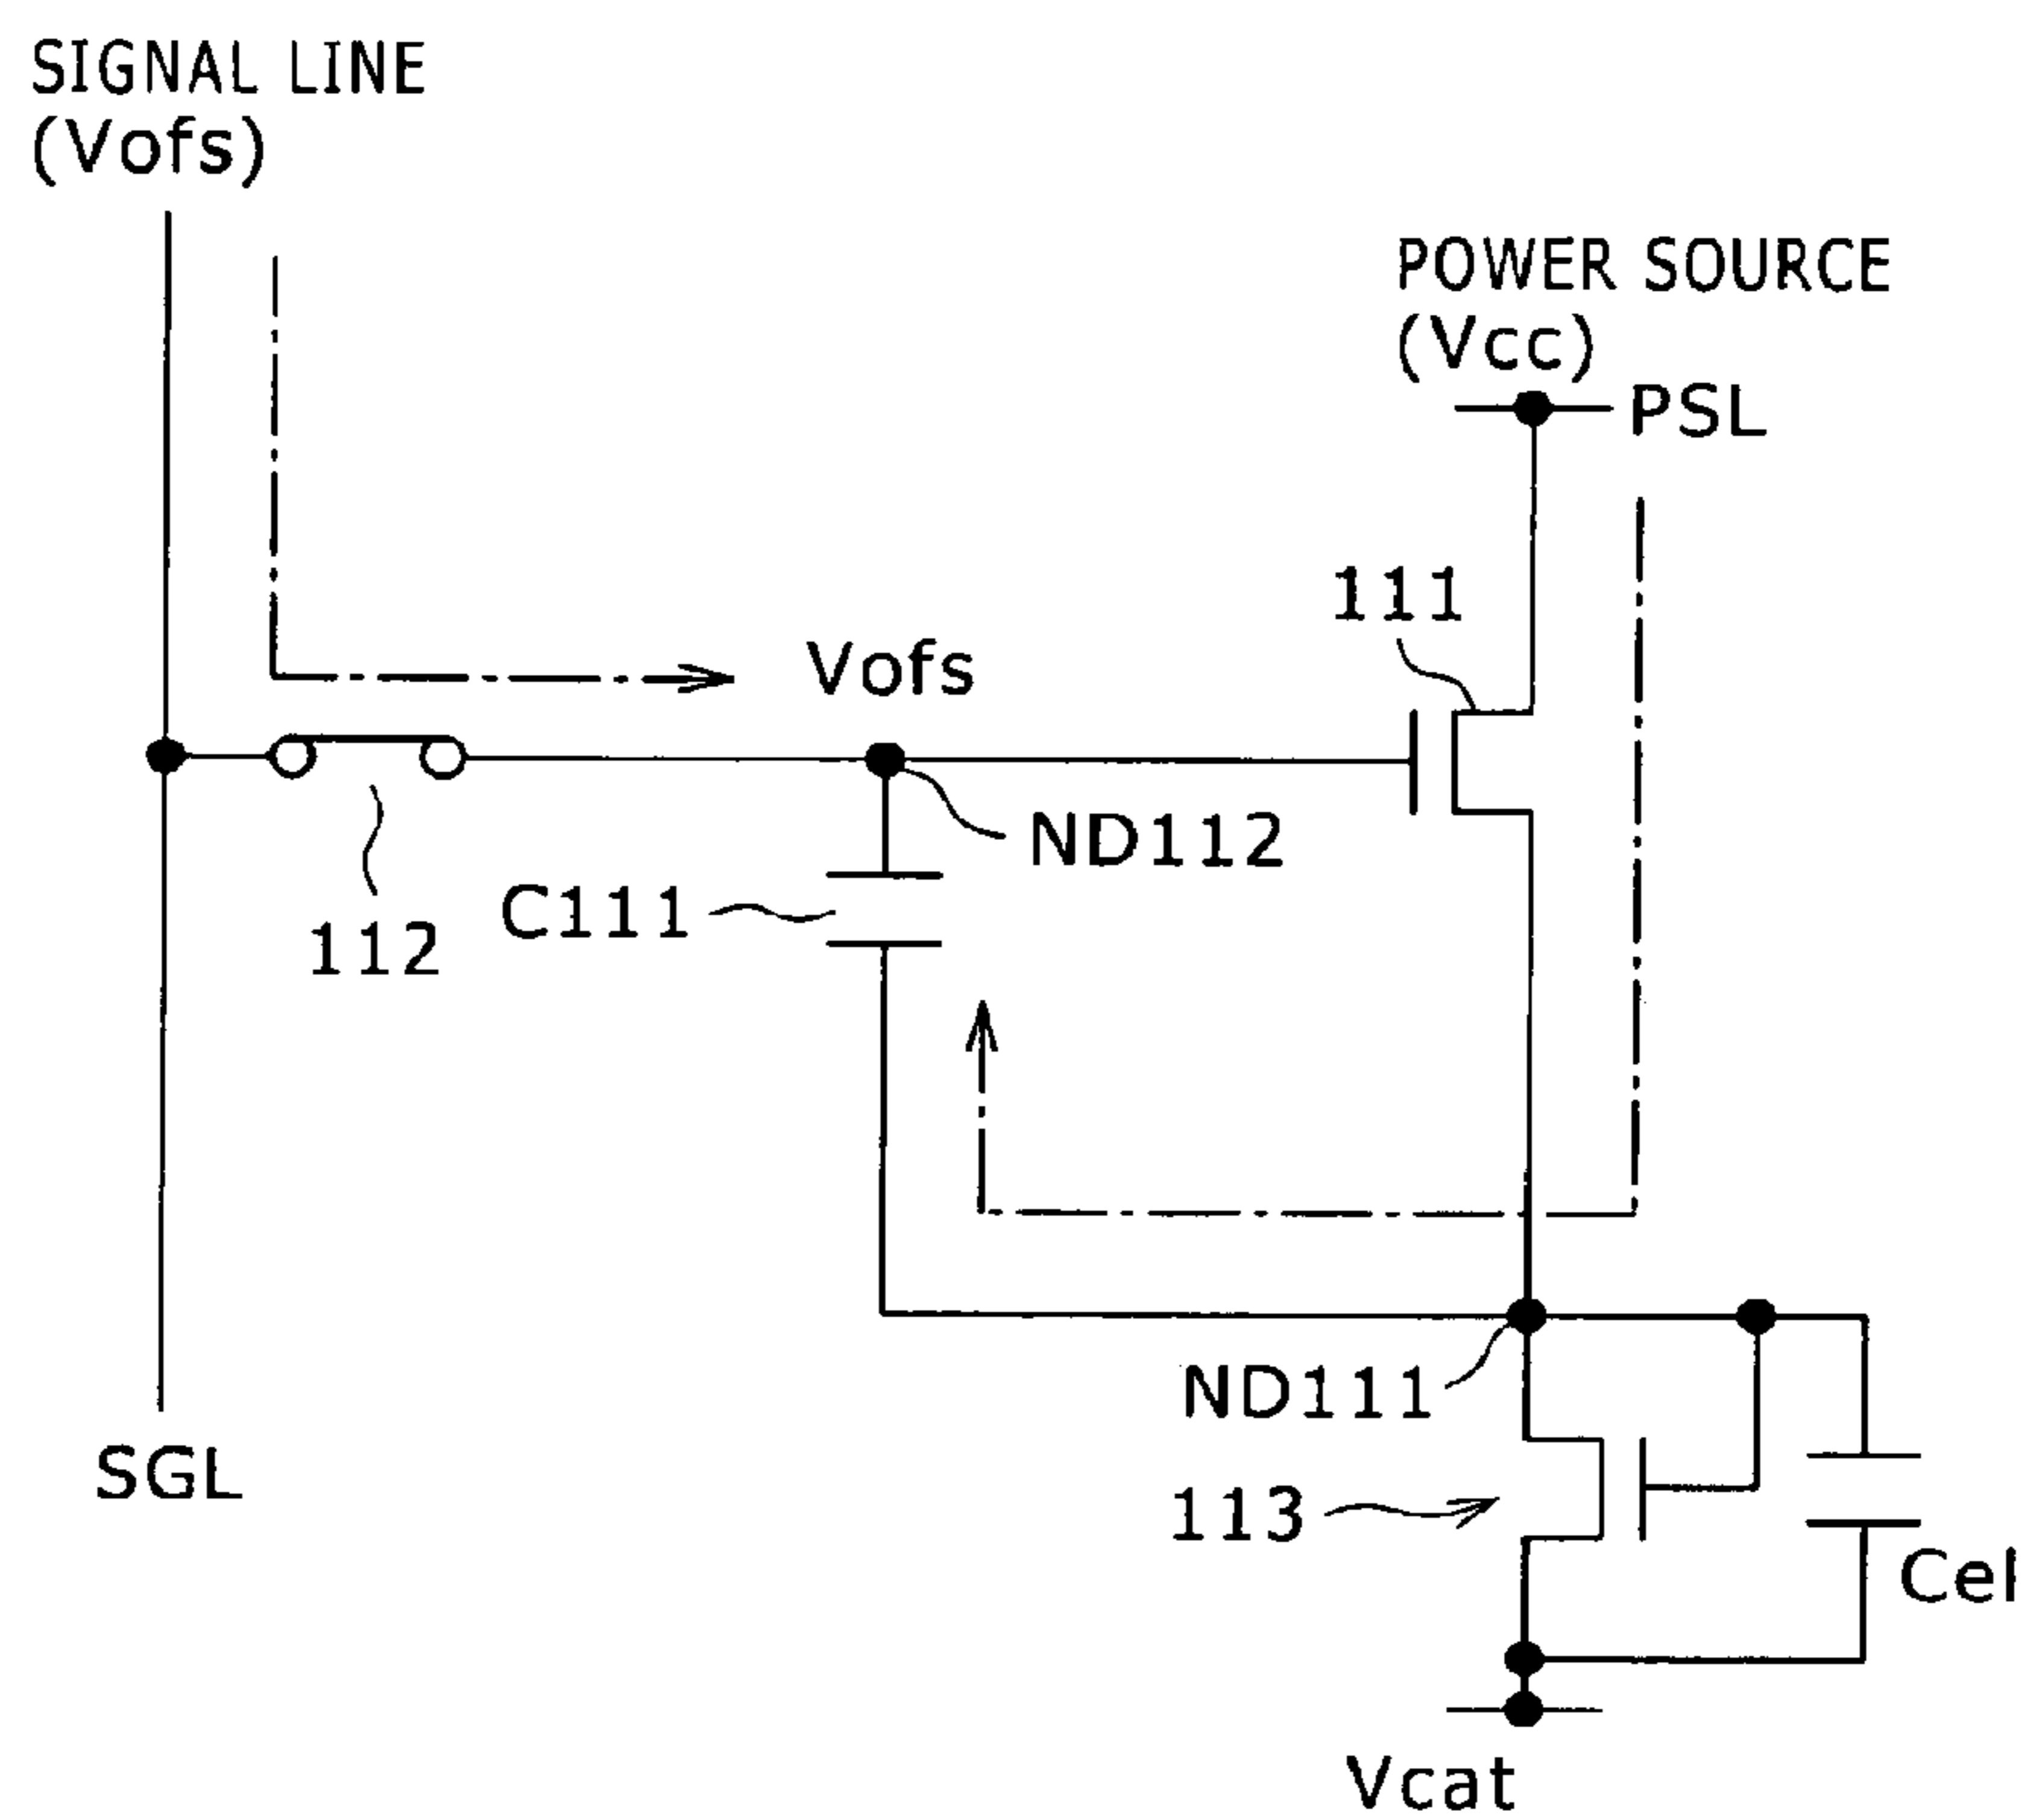 SIGNAL LINE
(Vofs)
POWER SOURCE
(Vcc)
PSL
111
Vofs
ND112
C111
112
ND111
SGL
113
Cel
Vcat